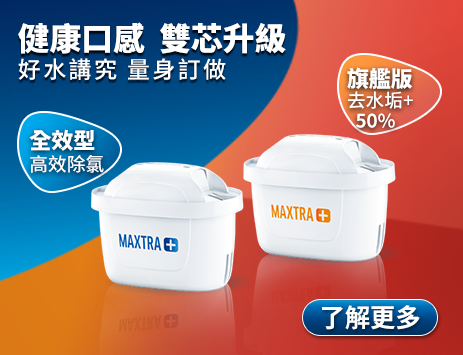 健康口感 雙芯升級
好水講究 量身訂做
旗艦版
去水垢+
50%
全效型
高效除氯
MAXTRA+
MAXTRA+
了解更多